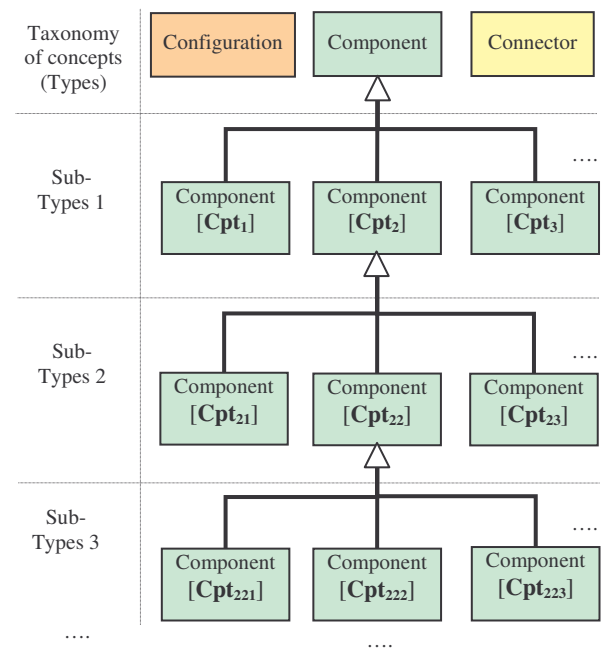 Taxonomy
of concepts
(Types)
Configuration
Component
Connector
Sub-
Types 1
….
Component
[Cpt₁]
Component
[Cpt₂]
Component
[Cpt₃]
Sub-
Types 2
….
Component
[Cpt₂₁]
Component
[Cpt₂₂]
Component
[Cpt₂₃]
Sub-
Types 3
….
Component
[Cpt₂₂₁]
Component
[Cpt₂₂₂]
Component
[Cpt₂₂₃]
….
….